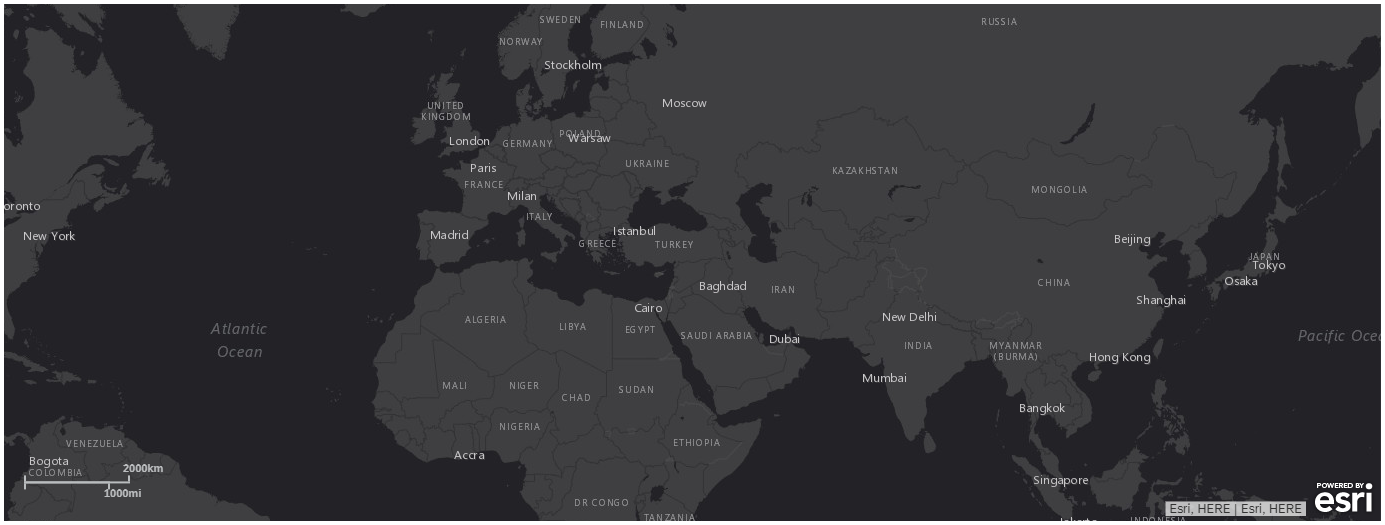 SWEDEN
RUSSIA
FINLAND
NORWAY
Stockholm
Moscow
UNITED
KINGDOM
POLAND
Warsaw
London
GERMANY
UKRAINE
Paris
KAZAKHSTAN
FRANCE
MONGOLIA
Milan
oronto
ITALY
New York
Madrid
Istanbul
GREECE
TURKEY
Beijing
JAPAN
Tokyo
Baghdad
IRAN
CHINA
Osaka
Shanghai
Cairo
ALGERIA
LIBYA
EGYPT
New Delhi
Atlantic
Ocean
SAUDI ARABIA
Dubai
INDIA
MYANMAR
(BURMA)
Hong Kong
Pacific Ocea
Mumbai
MALI
NIGER
CHAD
SUDAN
Bangkok
NIGERIA
ETHIOPIA
VENEZUELA
Accra
Bogota
COLOMBIA
2000km
1000mi
Singapore
DR CONGO
TANZANIA
Jakarta
INDONESIA
POWERED BY
esri
Esri, HERE | Esri, HERE